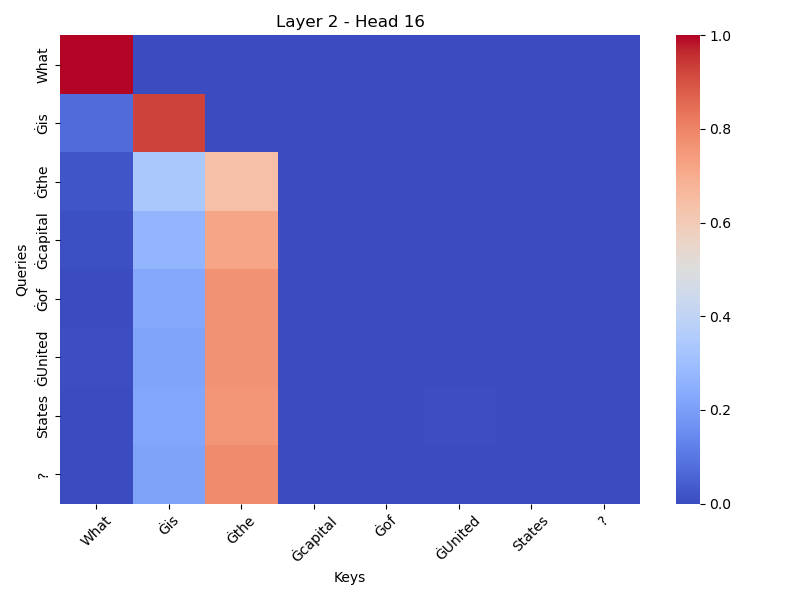 Layer 2 - Head 16
Queries
What
Ġis
Ġthe
Ġcapital
Ġof
ĠUnited
States
?
What
Ġis
Ġthe
Ġcapital
Ġof
ĠUnited
States
?
Keys
1.0
0.8
0.6
0.4
0.2
0.0